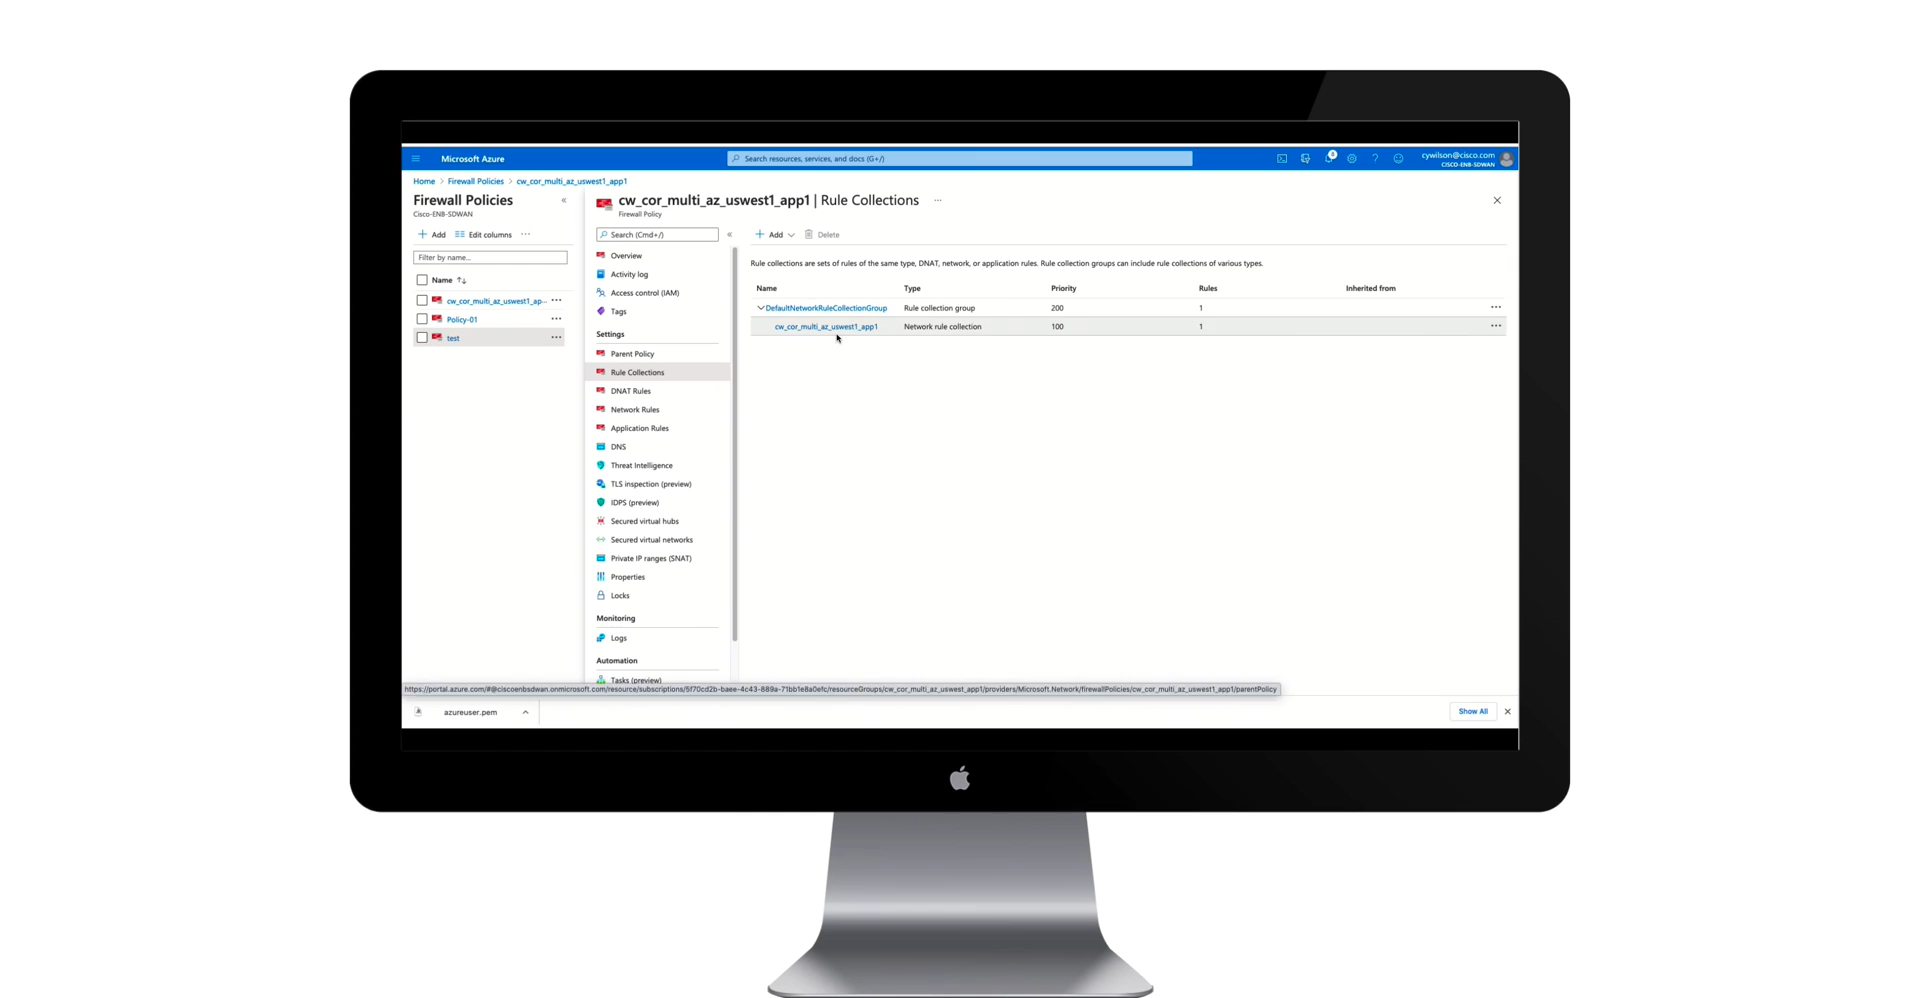 Microsoft Azure
Search resources, services, and docs (G+/)
cywilson@cisco.com
CISCO-ENB-SDWAN
Home > Firewall Policies > cw_cor_multi_az_uswest1_app1
Firewall Policies
Cisco-ENB-SDWAN
Add Edit columns ...
Filter by name...
Name
cw_cor_multi_az_uswest1_ap...
Policy-01
test
cw_cor_multi_az_uswest1_app1 | Rule Collections ...
Firewall Policy
Search (Cmd+/)
Overview
Activity log
Access control (IAM)
Tags
Settings
Parent Policy
Rule Collections
DNAT Rules
Network Rules
Application Rules
DNS
Threat Intelligence
TLS inspection (preview)
IDPS (preview)
Secured virtual hubs
Secured virtual networks
Private IP ranges (SNAT)
Properties
Locks
Monitoring
Logs
Automation
Tasks (preview)
Add Delete
Rule collections are sets of rules of the same type, DNAT, network, or application rules. Rule collection groups can include rule collections of various types.
Name Type Priority Rules Inherited from
DefaultNetworkRuleCollectionGroup Rule collection group 200 1
cw_cor_multi_az_uswest1_app1 Network rule collection 100 1
https://portal.azure.com/#@ciscoenbsdwan.onmicrosoft.com/resource/subscriptions/5f70cd2b-baee-4c43-889a-71bb1e8a0efc/resourceGroups/cw_cor_multi_az_uswest_app1/providers/Microsoft.Network/firewallPolicies/cw_cor_multi_az_uswest1_app1/parentPolicy
azureuser.pem
Show All